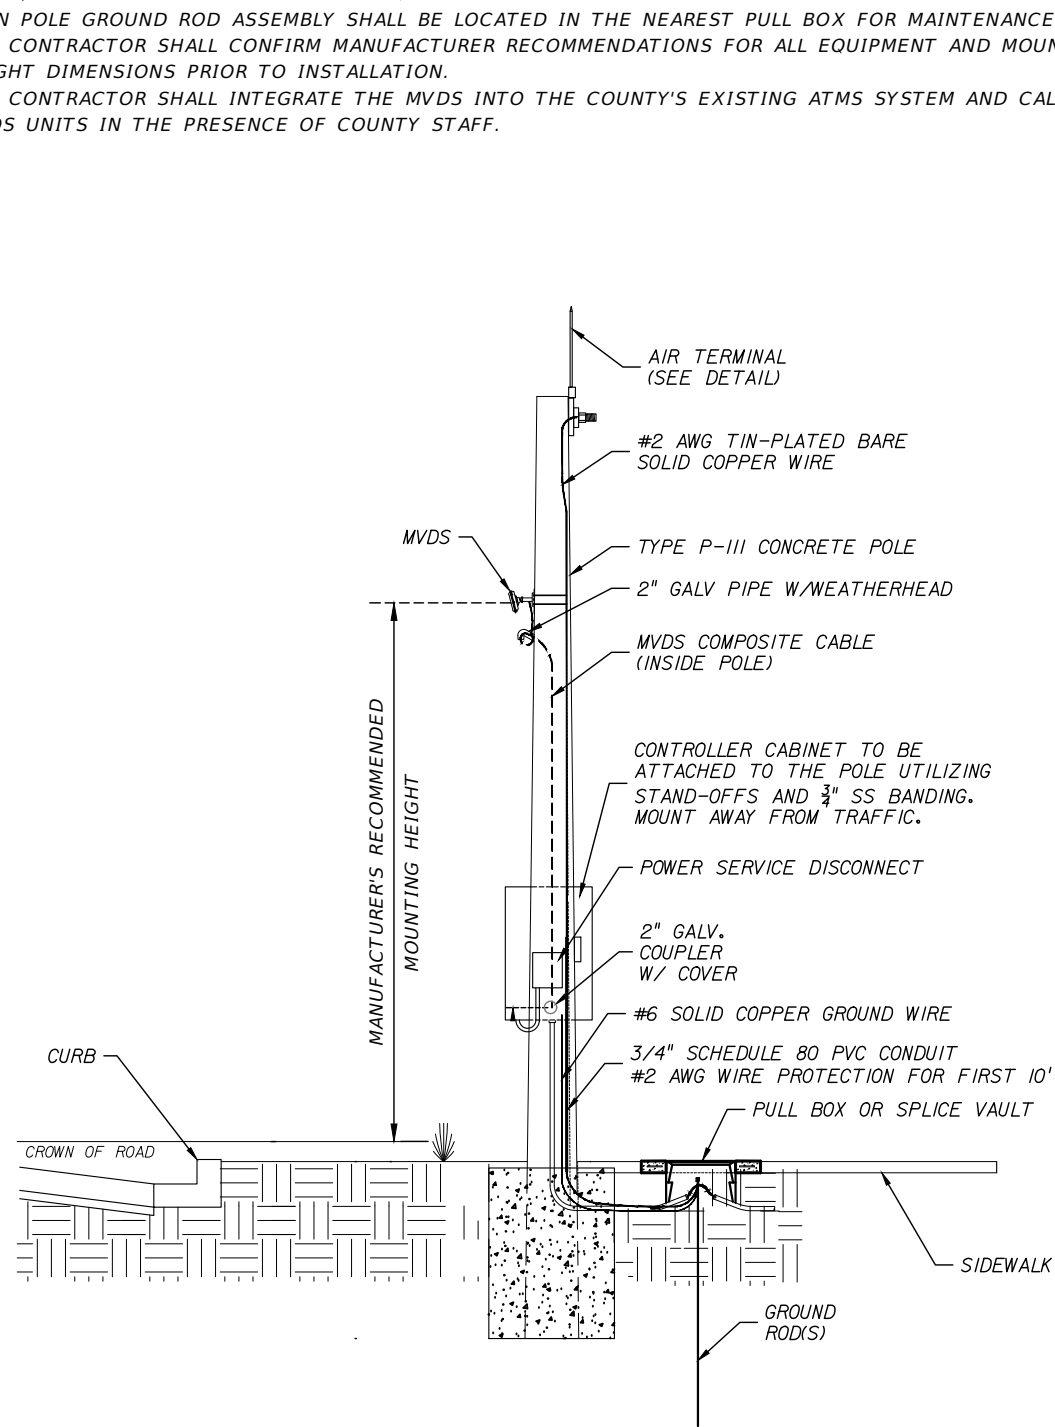 POLE GROUND ROD ASSEMBLY SHALL BE LOCATED IN THE NEAREST PULL BOX FOR MAINTENANCE
CONTRACTOR SHALL CONFIRM MANUFACTURER RECOMMENDATIONS FOR ALL EQUIPMENT AND
DIMENSIONS PRIOR TO INSTALLATION.
CONTRACTOR SHALL INTEGRATE THE MVDS INTO THE COUNTY'S EXISTING ATMS SYSTEM AND
UNITS IN THE PRESENCE OF COUNTY STAFF.
AIR TERMINAL
(SEE DETAIL)
#2 AWG TIN-PLATED BARE
SOLID COPPER WIRE
MVDS
TYPE P-III CONCRETE POLE
2" GALV PIPE W/WEATHERHEAD
MVDS COMPOSITE CABLE
(INSIDE POLE)
MANUFACTURER'S RECOMMENDED
MOUNTING HEIGHT
CONTROLLER CABINET TO BE
ATTACHED TO THE POLE UTILIZING
STAND-OFFS AND 3/4" SS BANDING.
MOUNT AWAY FROM TRAFFIC.
POWER SERVICE DISCONNECT
2" GALV.
COUPLER
W/ COVER
#6 SOLID COPPER GROUND WIRE
3/4" SCHEDULE 80 PVC CONDUIT
#2 AWG WIRE PROTECTION FOR FIRST 10'
CURB
PULL BOX OR SPLICE VAULT
CROWN OF ROAD
SIDEWALK
GROUND
ROD(S)